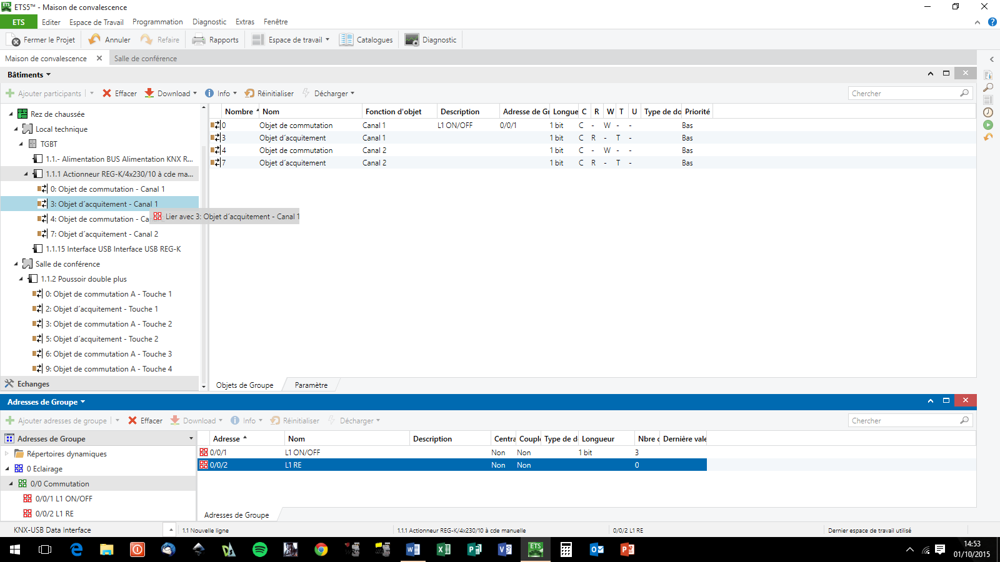 ETS5™ - Maison de convalescence
ETS Editer Espace de Travail Programmation Diagnostic Extras Fenêtre
Fermer le Projet Annuler Refaire Rapports Espace de travail Catalogues Diagnostic
Maison de convalescence Salle de conférence
Bâtiments
Ajouter participants Effacer Download Info Réinitialiser Décharger Chercher
Rez de chaussée
Local technique
TGBT
1.1.- Alimentation BUS Alimentation KNX R...
1.1.1 Actionneur REG-K/4x230/10 à cde ma...
0: Objet de commutation - Canal 1
3: Objet d´acquitement - Canal 1
4: Objet de commutation - Ca
7: Objet d´acquitement - Canal 2
1.1.15 Interface USB Interface USB REG-K
Salle de conférence
1.1.2 Poussoir double plus
0: Objet de commutation A - Touche 1
2: Objet d´acquitement - Touche 1
3: Objet de commutation A - Touche 2
5: Objet d´acquitement - Touche 2
6: Objet de commutation A - Touche 3
9: Objet de commutation A - Touche 4
Echanges
Lier avec 3: Objet d´acquitement - Canal 1
Nombre Nom Fonction d'objet Description Adresse de Gr Longue C R W T U Type de do Priorité
0 Objet de commutation Canal 1 L1 ON/OFF 0/0/1 1 bit C - W - - Bas
3 Objet d´acquitement Canal 1 1 bit C R - T - Bas
4 Objet de commutation Canal 2 1 bit C - W - - Bas
7 Objet d´acquitement Canal 2 1 bit C R - T - Bas
Objets de Groupe Paramètre
Adresses de Groupe
Ajouter adresses de groupe Effacer Download Info Réinitialiser Décharger Chercher
Adresses de Groupe
Répertoires dynamiques
0 Eclairage
0/0 Commutation
0/0/1 L1 ON/OFF
0/0/2 L1 RE
Adresse Nom Description Centra Couple Type de d Longueur Nbre d Dernière vale
0/0/1 L1 ON/OFF Non Non 1 bit 3
0/0/2 L1 RE Non Non 0
Adresses de Groupe
KNX-USB Data Interface 1.1 Nouvelle ligne 1.1.1 Actionneur REG-K/4x230/10 à cde manuelle 0/0/2 L1 RE Dernier espace de travail utilisé
14:53
01/10/2015